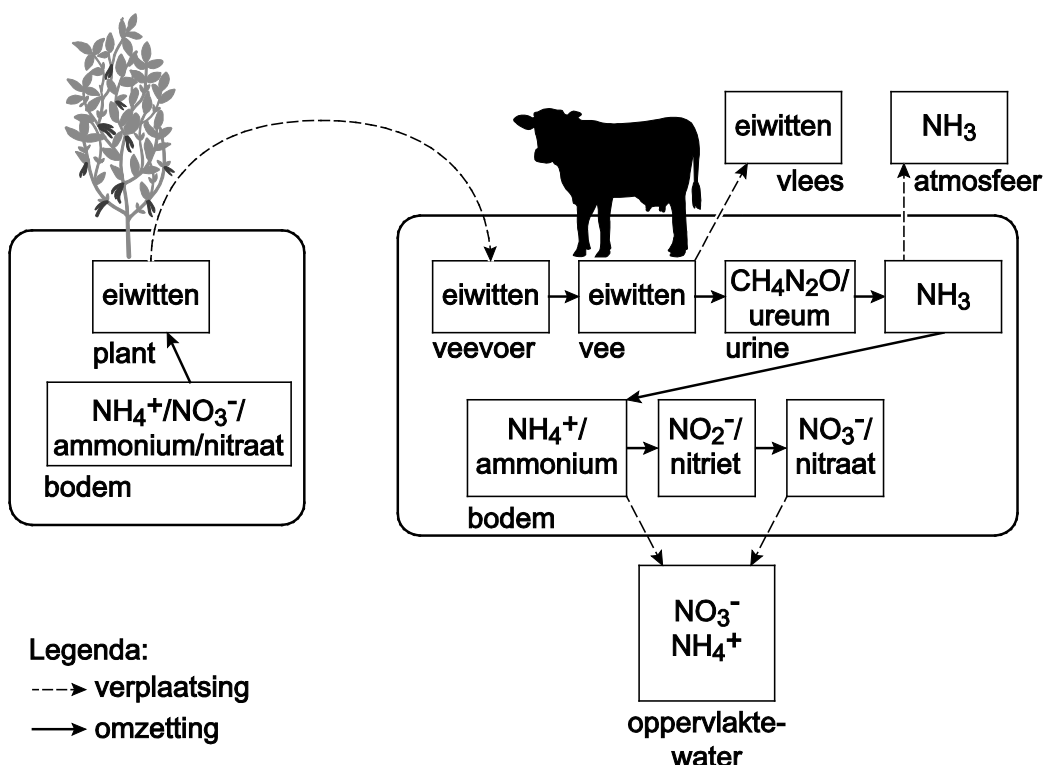 eiwitten
vlees
NH₃
atmosfeer
eiwitten
plant
NH₄⁺/NO₃⁻/
ammonium/nitraat
bodem
eiwitten
veevoer
eiwitten
vee
CH₄N₂O/
ureum
urine
NH₃
NH₄⁺/
ammonium
NO₂⁻/
nitriet
NO₃⁻/
nitraat
bodem
NO₃⁻
NH₄⁺
oppervlakte-
water
Legenda:
verplaatsing
omzetting